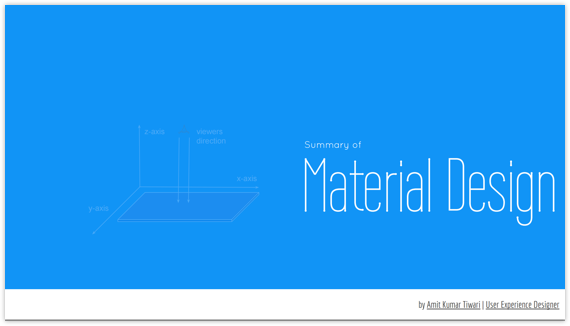 z-axis
viewers
direction
x-axis
y-axis
Summary of
Material Design
by Amit Kumar Tiwari | User Experience Designer